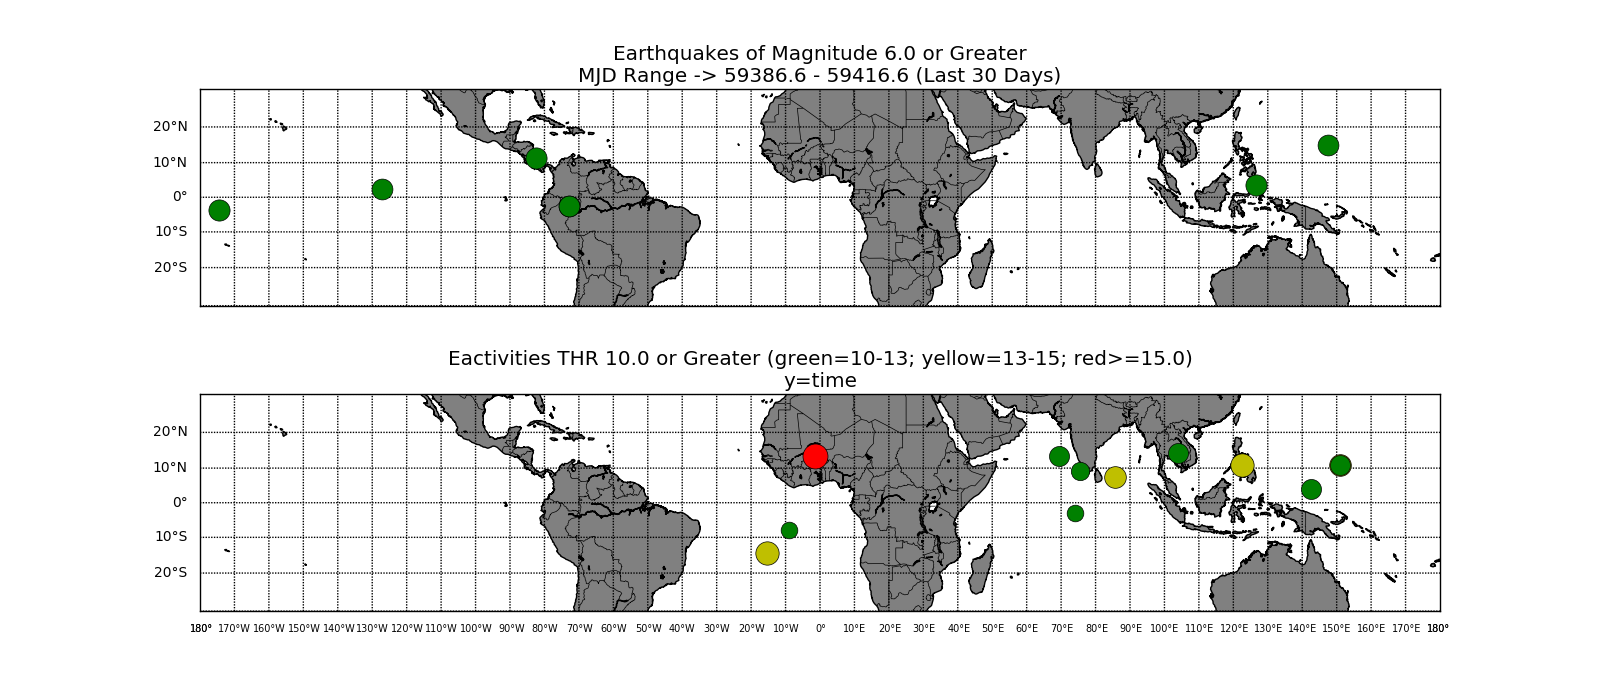 Earthquakes of Magnitude 6.0 or Greater
MJD Range -> 59386.6 - 59416.6 (Last 30 Days)
20°N
10°N
0°
10°S
20°S
Eactivities THR 10.0 or Greater (green=10-13; yellow=13-15; red>=15.0)
y=time
20°N
10°N
0°
10°S
20°S
180° 170°W 160°W 150°W 140°W 130°W 120°W 110°W 100°W 90°W 80°W 70°W 60°W 50°W 40°W 30°W 20°W 10°W 0° 10°E 20°E 30°E 40°E 50°E 60°E 70°E 80°E 90°E 100°E 110°E 120°E 130°E 140°E 150°E 160°E 170°E 180°